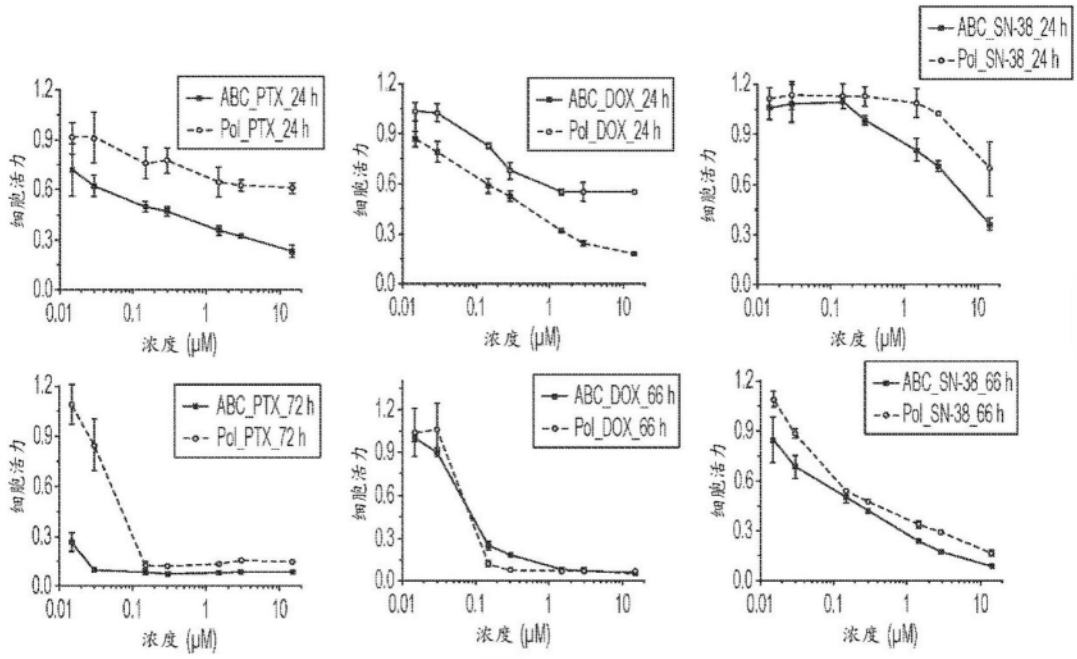 ABC_SN-38_24 h
Pol_SN-38_24 h
ABC_PTX_24 h
Pol_PTX_24 h
细胞活力
1.2
0.9
0.6
0.3
0.0
0.01
0.1
1
10
浓度 (µM)
ABC_DOX_24 h
Pol_DOX_24 h
细胞活力
1.2
0.9
0.6
0.3
0.0
0.01
0.1
1
10
浓度 (µM)
细胞活力
1.2
0.9
0.6
0.3
0.0
0.01
0.1
1
10
浓度 (µM)
ABC_PTX_72 h
Pol_PTX_72 h
细胞活力
1.2
0.9
0.6
0.3
0.0
0.01
0.1
1
10
浓度 (µM)
ABC_DOX_66 h
Pol_DOX_66 h
细胞活力
1.2
0.9
0.6
0.3
0.0
0.01
0.1
1
10
浓度 (µM)
ABC_SN-38_66 h
Pol_SN-38_66 h
细胞活力
1.2
0.9
0.6
0.3
0.0
0.01
0.1
1
10
浓度 (µM)